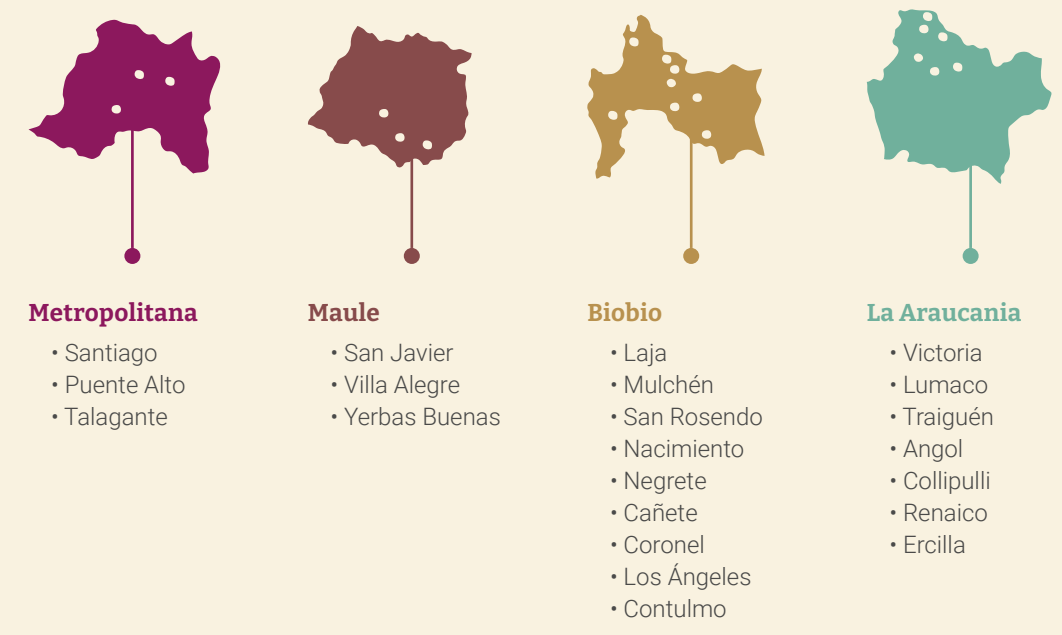 Metropolitana
• Santiago
• Puente Alto
• Talagante
Maule
• San Javier
• Villa Alegre
• Yerbas Buenas
Biobio
• Laja
• Mulchén
• San Rosendo
• Nacimiento
• Negrete
• Cañete
• Coronel
• Los Ángeles
• Contulmo
La Araucania
• Victoria
• Lumaco
• Traiguén
• Angol
• Collipulli
• Renaico
• Ercilla